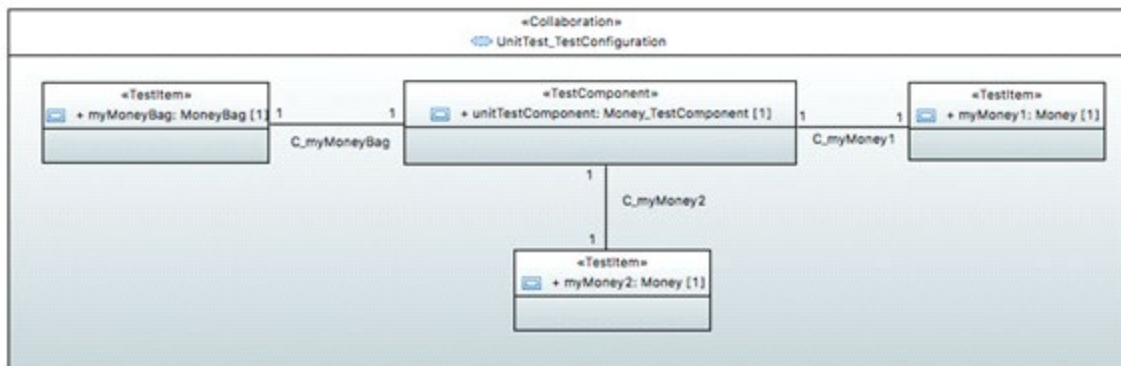 «Collaboration»
UnitTest_TestConfiguration
«TestItem»
+ myMoneyBag: MoneyBag [1]
1
1
C_myMoneyBag
«TestComponent»
+ unitTestComponent: Money_TestComponent [1]
1
1
C_myMoney1
«TestItem»
+ myMoney1: Money [1]
1
C_myMoney2
1
«TestItem»
+ myMoney2: Money [1]